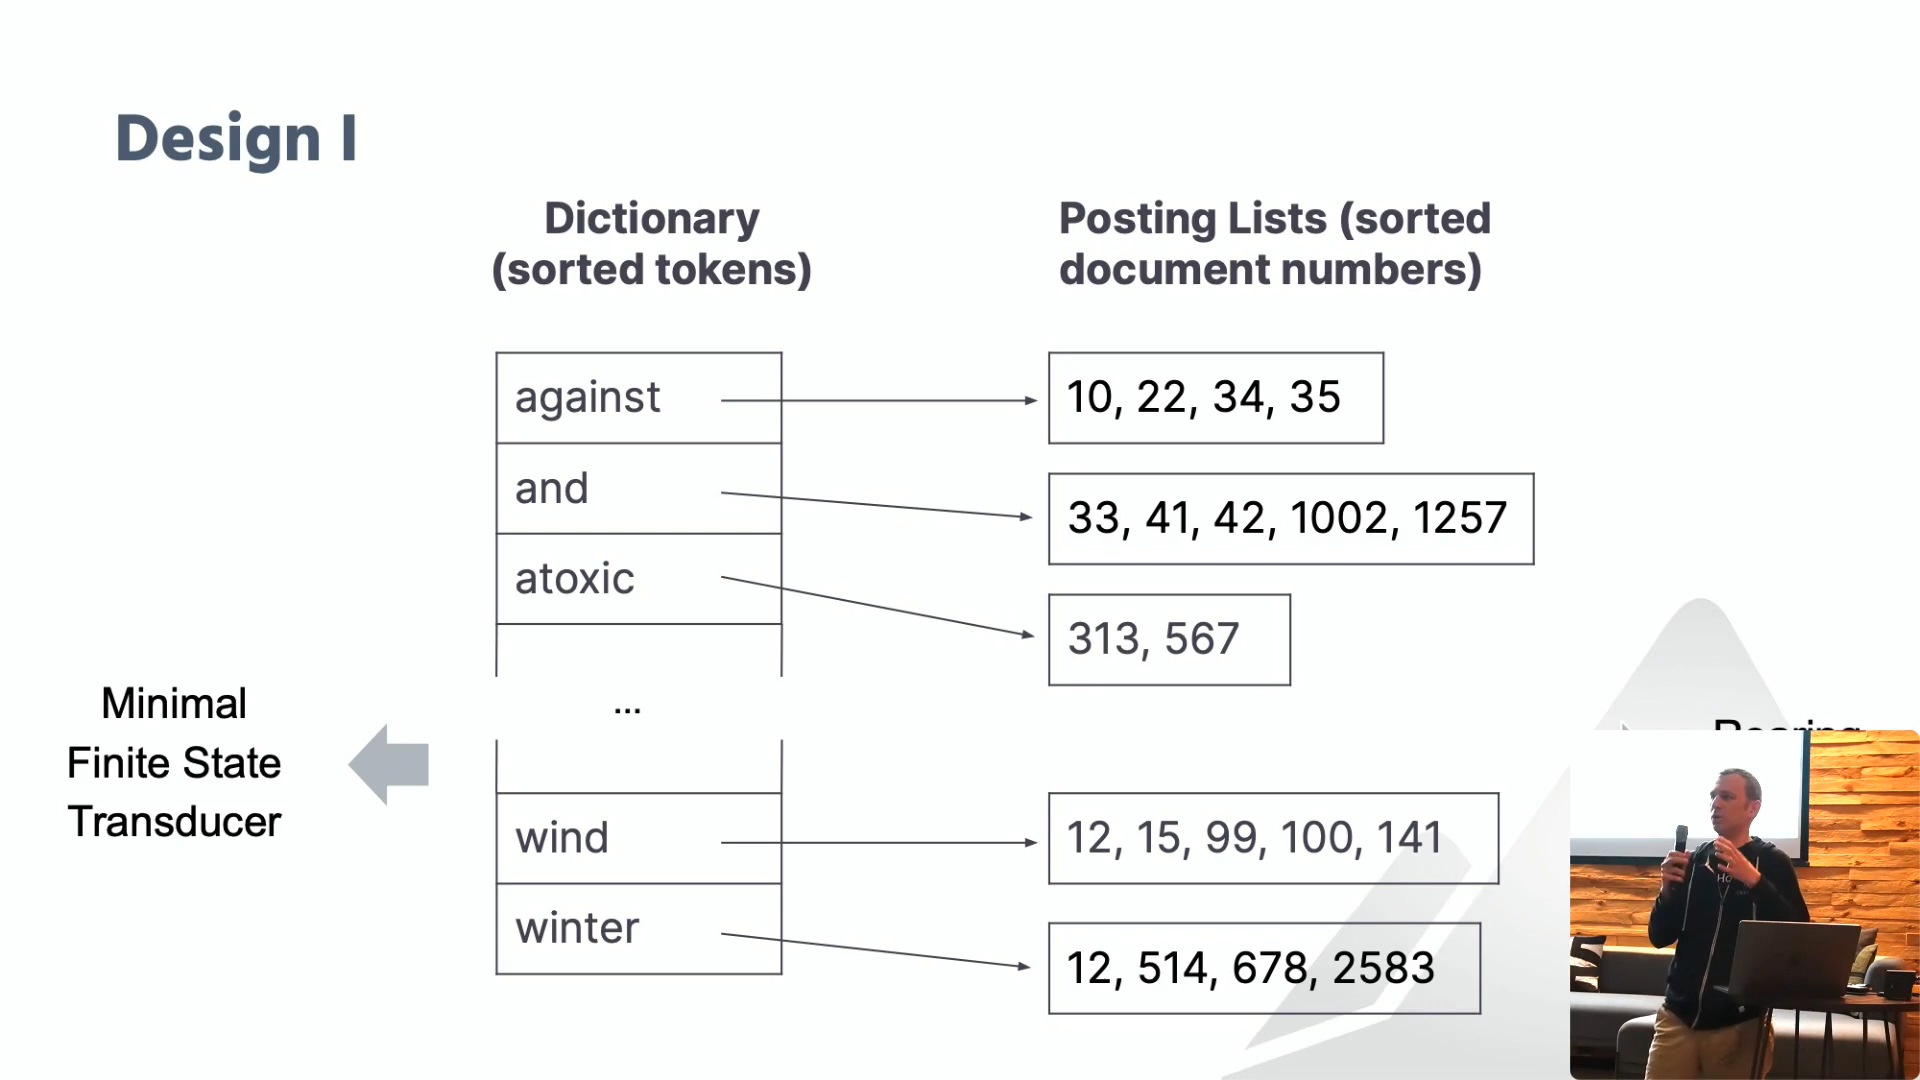 Design I
Dictionary
(sorted tokens)
Posting Lists (sorted
document numbers)
against
10, 22, 34, 35
and
33, 41, 42, 1002, 1257
atoxic
313, 567
...
Minimal
Finite State
Transducer
Roaring
wind
12, 15, 99, 100, 141
winter
12, 514, 678, 2583